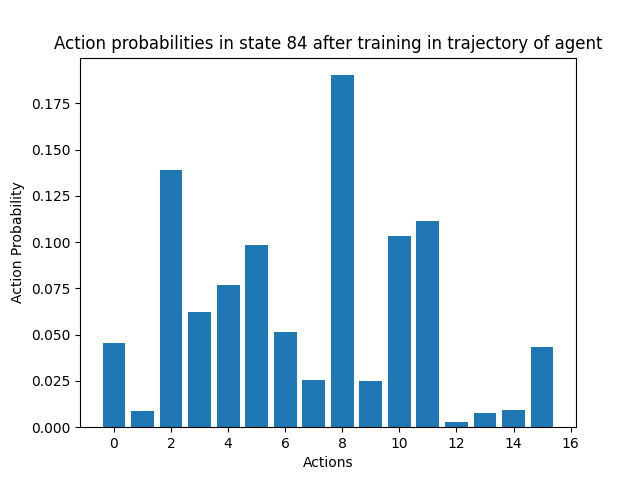 Action probabilities in state 84 after training in trajectory of agent
0.175
0.150
0.125
0.100
0.075
0.050
0.025
0.000
Action Probability
0 2 4 6 8 10 12 14 16
Actions